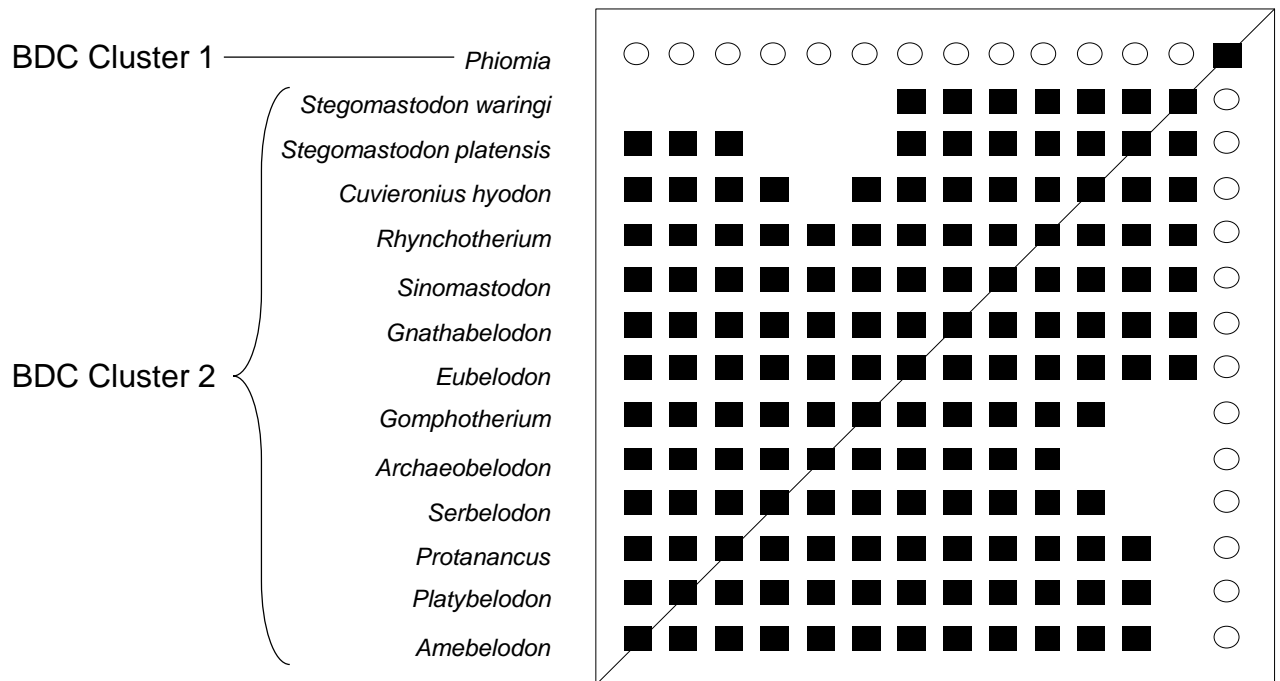 BDC Cluster 1
Phiomia
Stegomastodon waringi
Stegomastodon platensis
Cuvieronius hyodon
Rhynchotherium
Sinomastodon
Gnathabelodon
BDC Cluster 2
Eubelodon
Gomphotherium
Archaeobelodon
Serbelodon
Protanancus
Platybelodon
Amebelodon